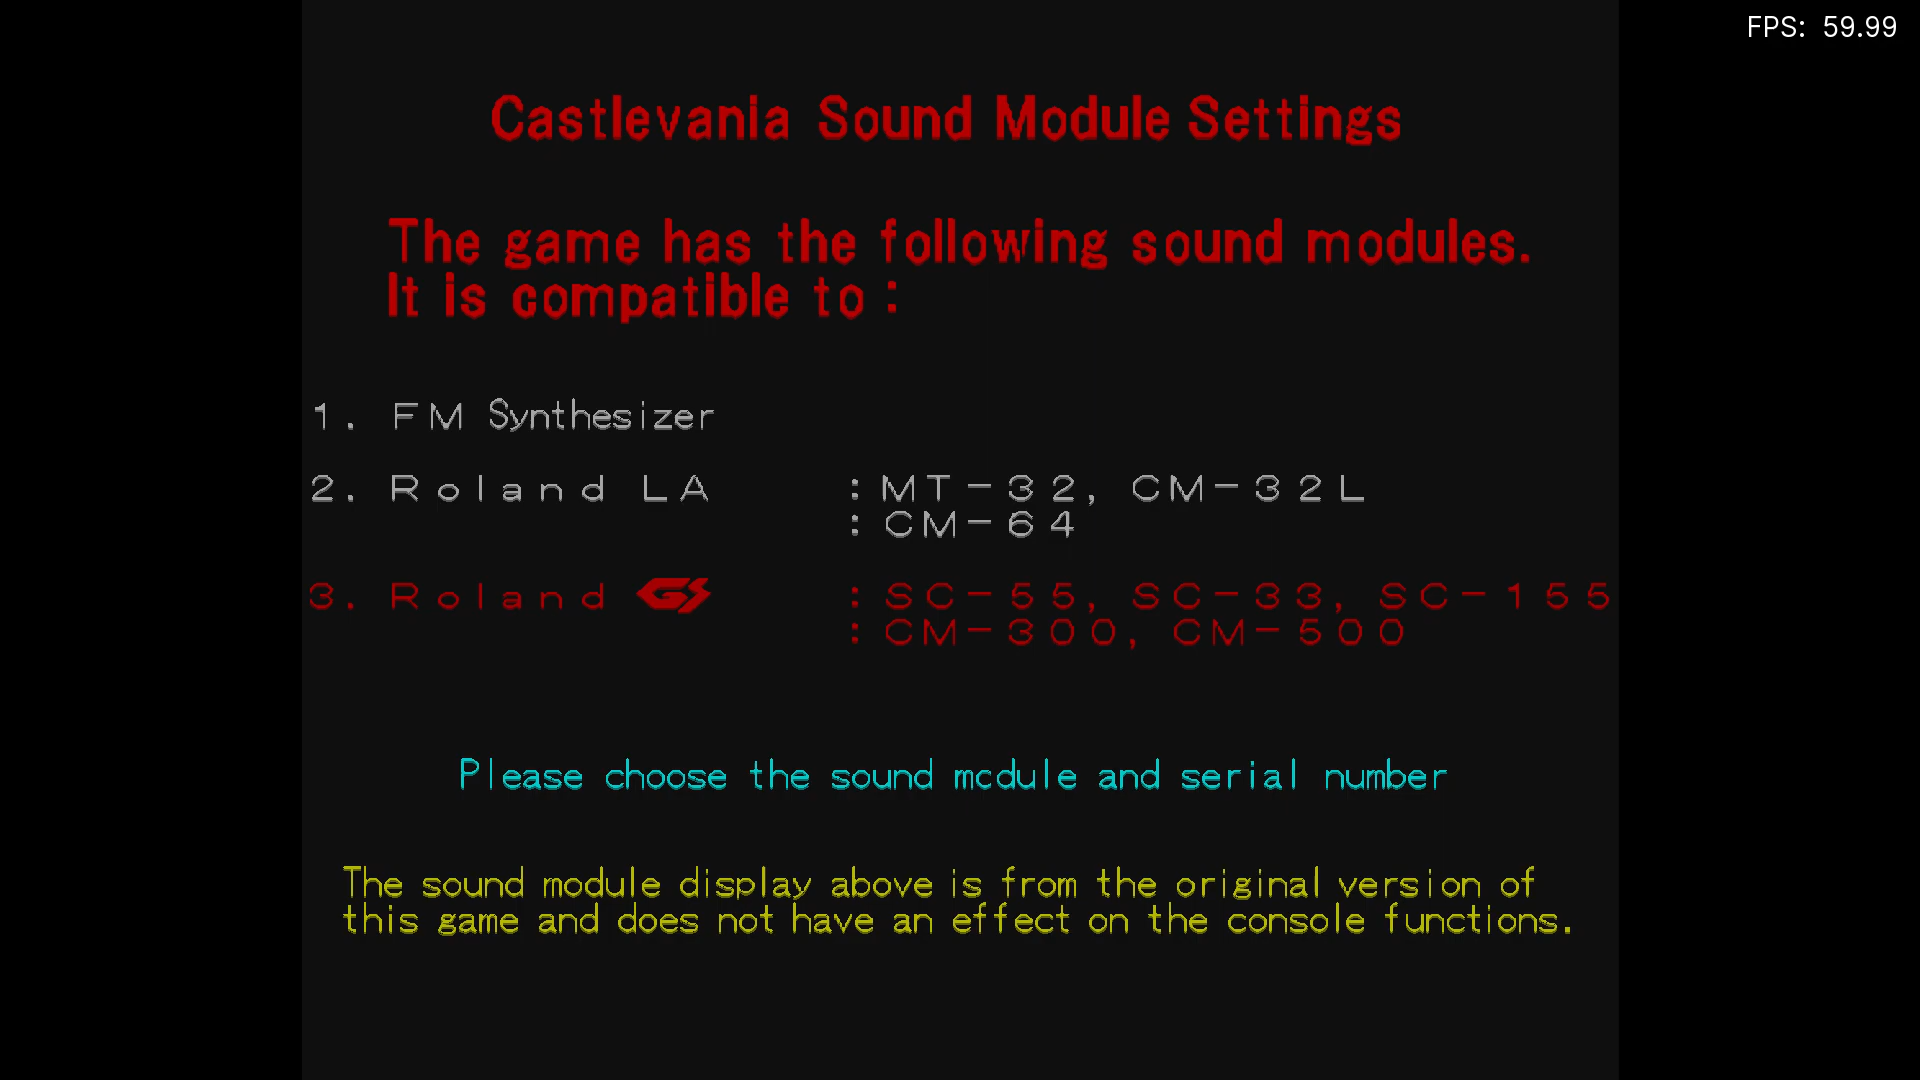 FPS: 59.99
Castlevania Sound Module Settings
The game has the following sound modules.
It is compatible to :
1. FM Synthesizer
2. Roland LA : MT-32, CM-32L
: CM-64
3. Roland GS : SC-55, SC-33, SC-155
: CM-300, CM-500
Please choose the sound mcdule and serial number
The sound module display above is from the original version of
this game and does not have an effect on the console functions.